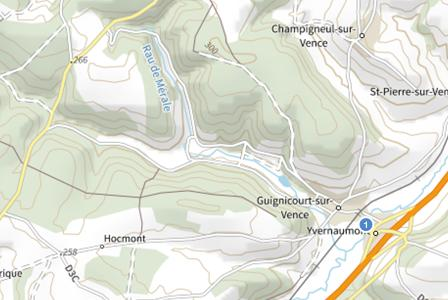 Champigneul-sur-
Vence
300
Rau de Mérale
266
St-Pierre-sur-Ven
Guignicourt-sur-
Vence
1
Yvernaumont
Hocmont
258
rique
D3C